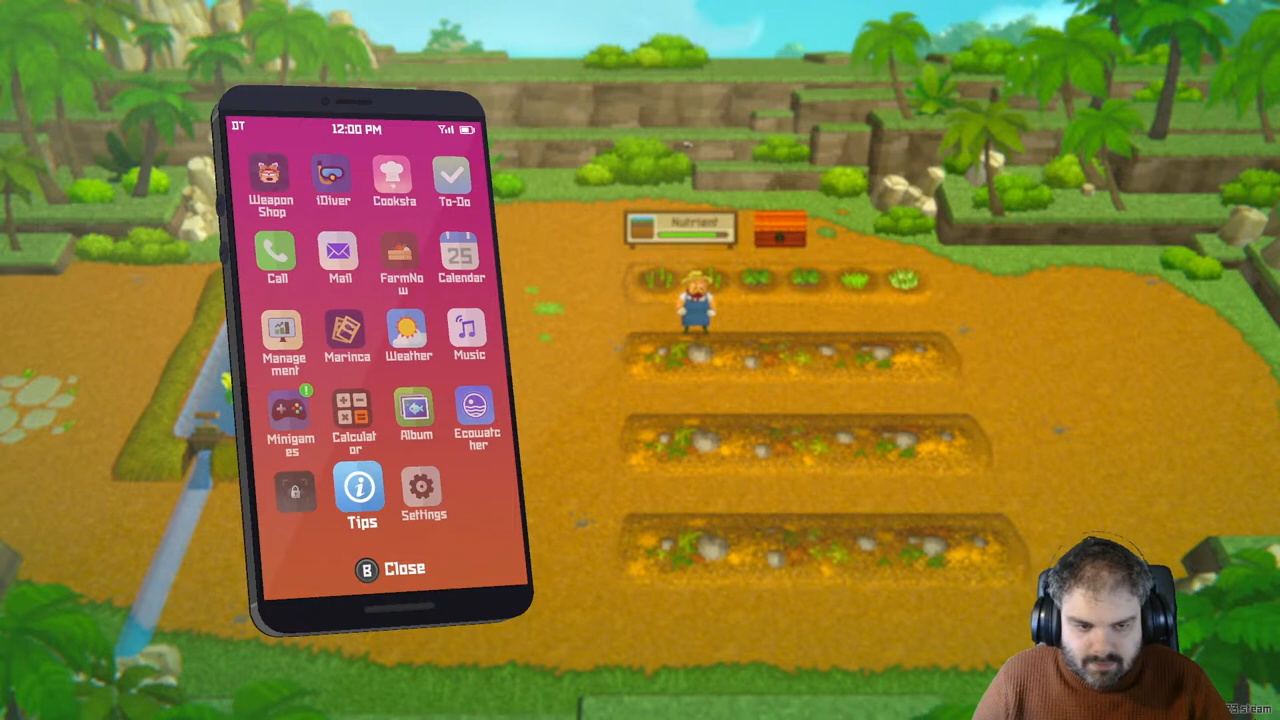 DT
12:00 PM
Weapon
Shop
iDiver
Cooksta
To-Do
Call
Mail
FarmNo
w
25
Calendar
Manage
ment
Marinca
Weather
Music
!
Minigam
es
Calculat
or
Album
Ecowatc
her
Tips
Settings
B Close
Nutrient